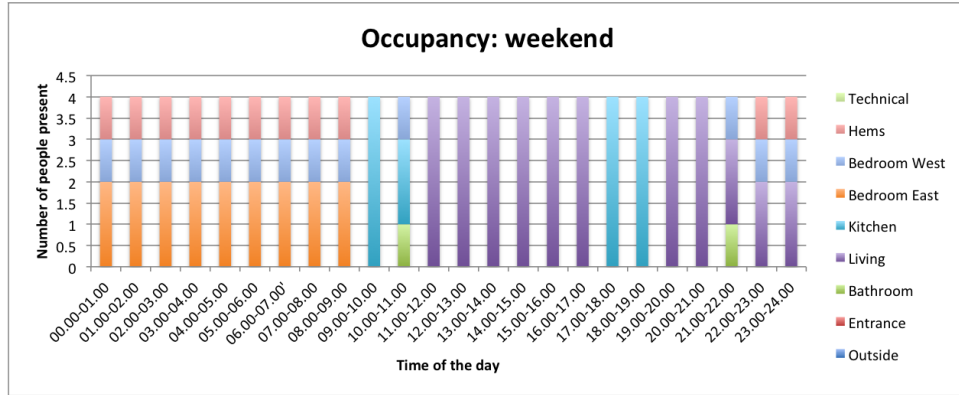 Occupancy: weekend
Number of people present
4.5
4
3.5
3
2.5
2
1.5
1
0.5
0
00.00-01.00
01.00-02.00
02.00-03.00
03.00-04.00
04.00-05.00
05.00-06.00
06.00-07.00'
07.00-08.00
08.00-09.00
09.00-10.00
10.00-11.00
11.00-12.00
12.00-13.00
13.00-14.00
14.00-15.00
15.00-16.00
16.00-17.00
17.00-18.00
18.00-19.00
19.00-20.00
20.00-21.00
21.00-22.00
22.00-23.00
23.00-24.00
Time of the day
Technical
Hems
Bedroom West
Bedroom East
Kitchen
Living
Bathroom
Entrance
Outside